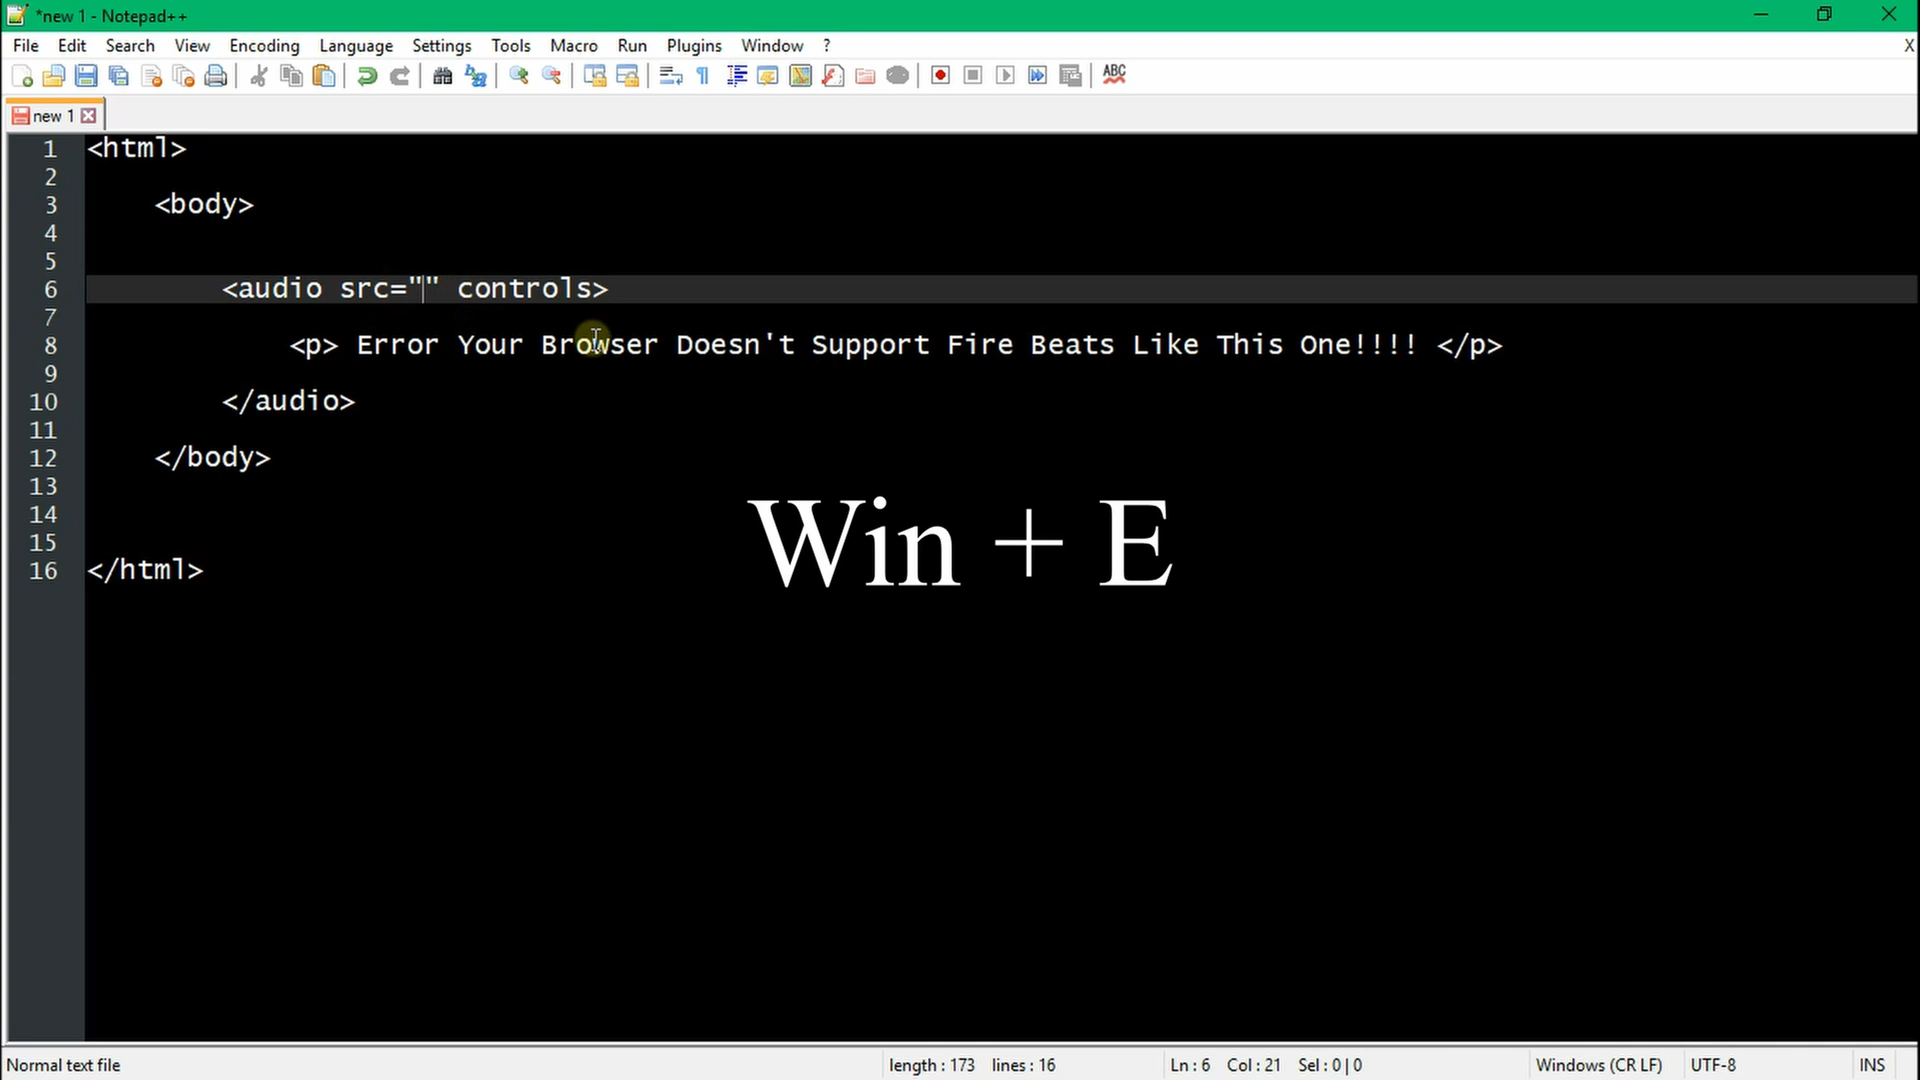 *new 1 - Notepad++
File Edit Search View Encoding Language Settings Tools Macro Run Plugins Window ? X
ABC
new 1
1 <html>
2
3 <body>
4
5
6 <audio src="" controls>
7
8 <p> Error Your Browser Doesn't Support Fire Beats Like This One!!!! </p>
9
10 </audio>
11
12 </body>
13
14
15
16 </html>
Win + E
Normal text file length : 173 lines : 16 Ln : 6 Col : 21 Sel : 0 | 0 Windows (CR LF) UTF-8 INS